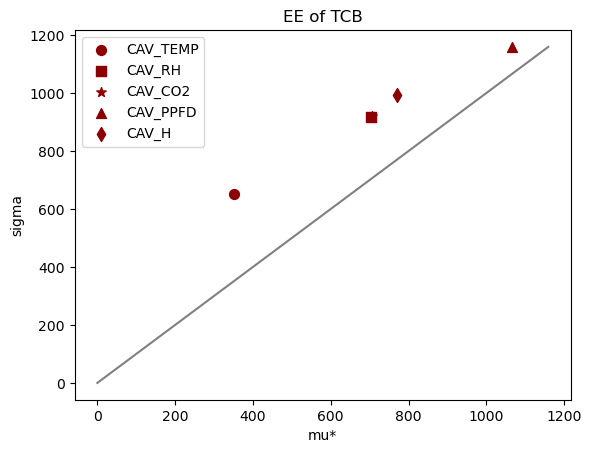 EE of TCB
CAV_TEMP
CAV_RH
CAV_CO2
CAV_PPFD
CAV_H
1200
1000
800
600
400
200
0
sigma
0 200 400 600 800 1000 1200
mu*